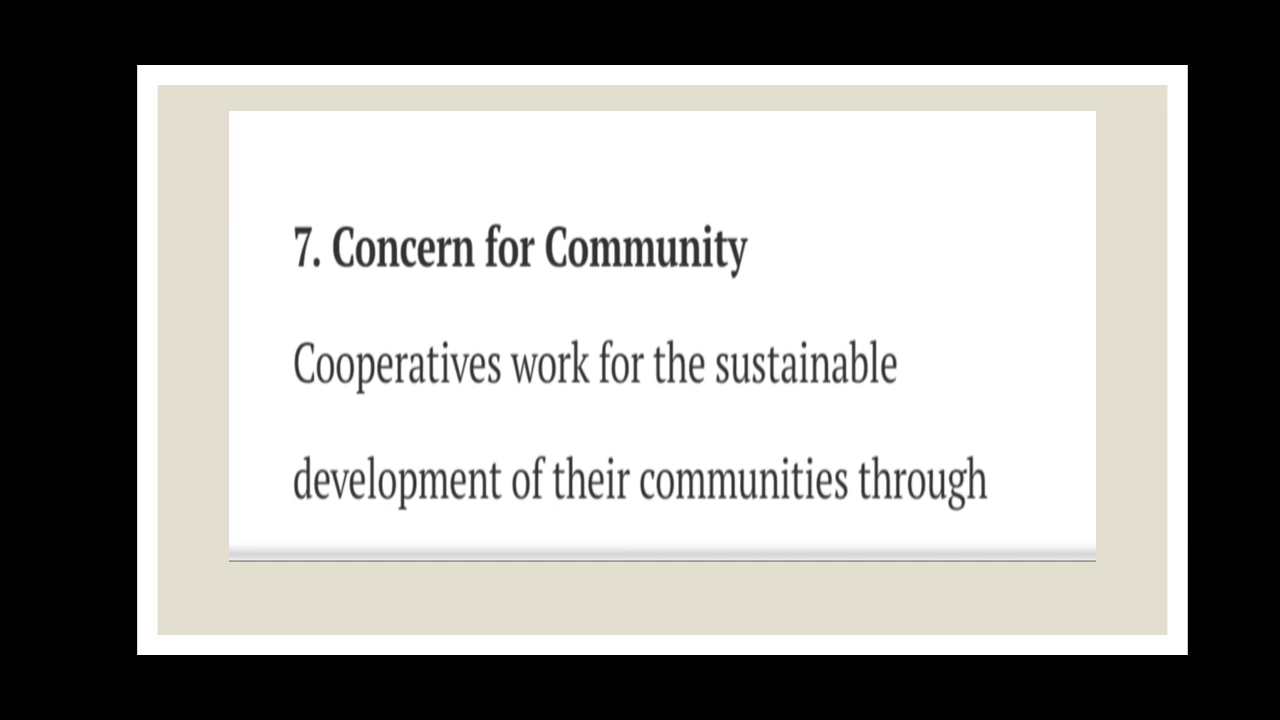 7. Concern for Community
Cooperatives work for the sustainable
development of their communities through